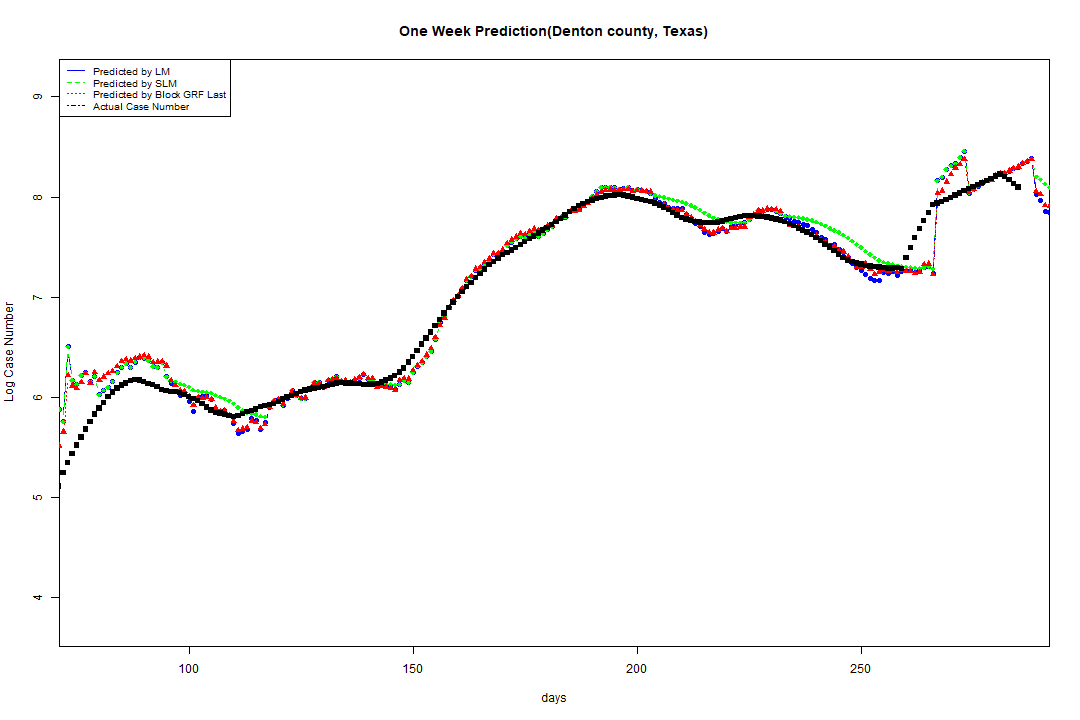 One Week Prediction(Denton county, Texas)
Predicted by LM
Predicted by SLM
Predicted by Block GRF Last
Actual Case Number
9
8
7
6
5
4
Log Case Number
100 150 200 250
days